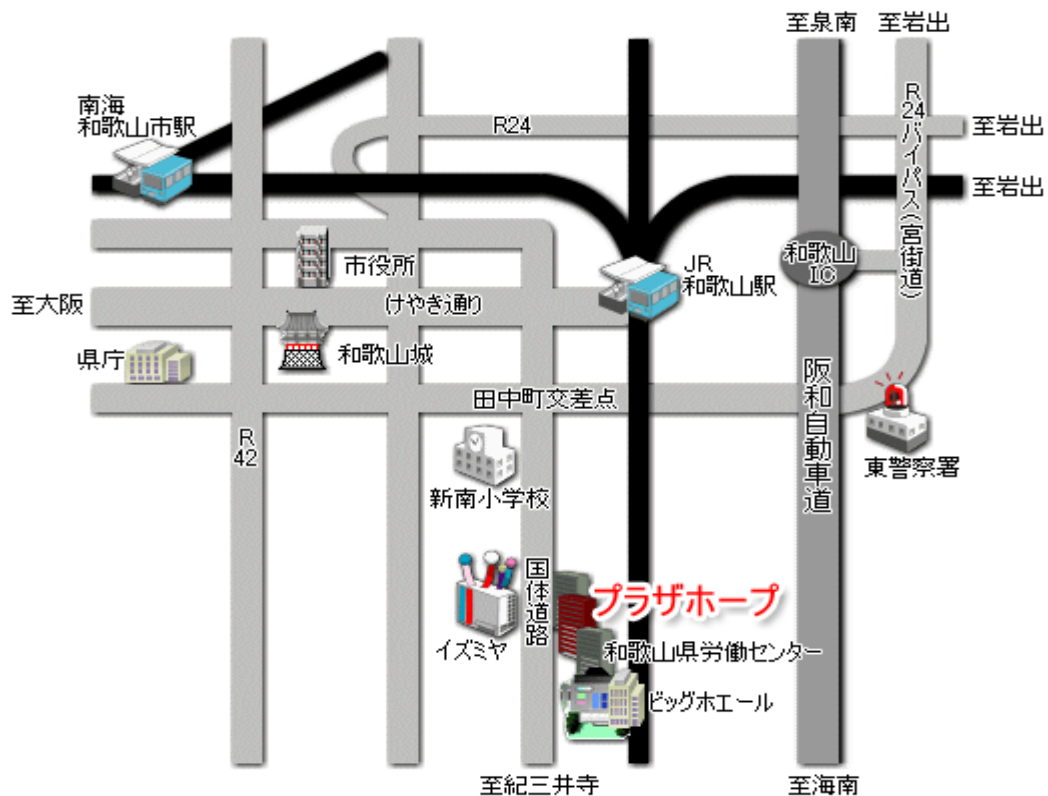 至泉南
至岩出
南海
和歌山市駅
R24
至岩出
R24バイパス(宮街道)
至岩出
市役所
JR
和歌山駅
和歌山
IC
至大阪
けやき通り
県庁
和歌山城
田中町交差点
阪和自動車道
R
42
新南小学校
東警察署
国体道路
プラザホープ
イズミヤ
和歌山県労働センター
ビッグホエール
至紀三井寺
至海南